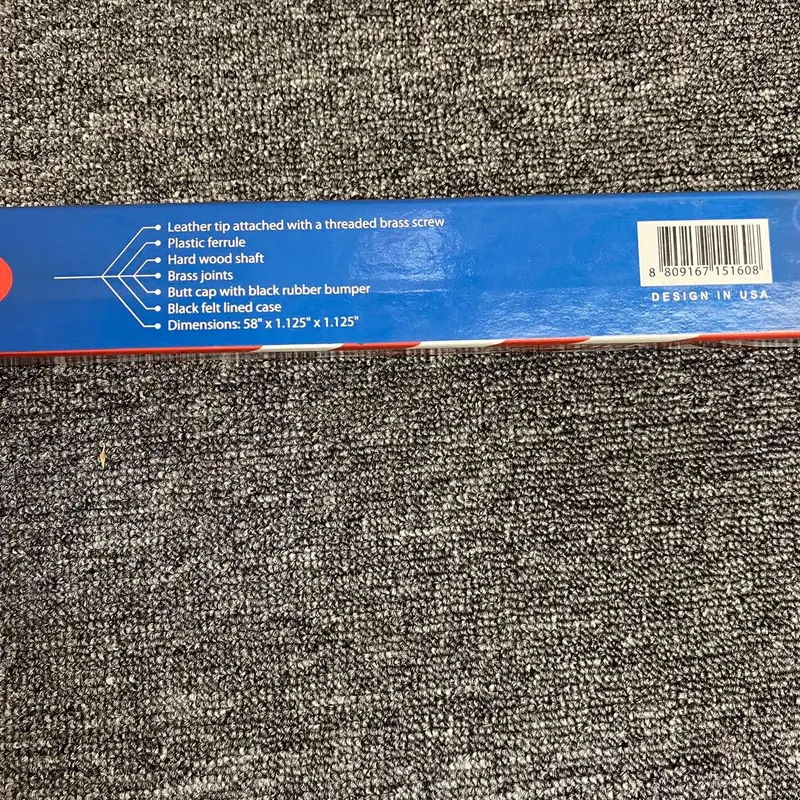 Leather tip attached with a threaded brass screw
Plastic ferrule
Hard wood shaft
Brass joints
Butt cap with black rubber bumper
Black felt lined case
Dimensions: 58" x 1.125" x 1.125"
8 809167 151608
DESIGN IN USA